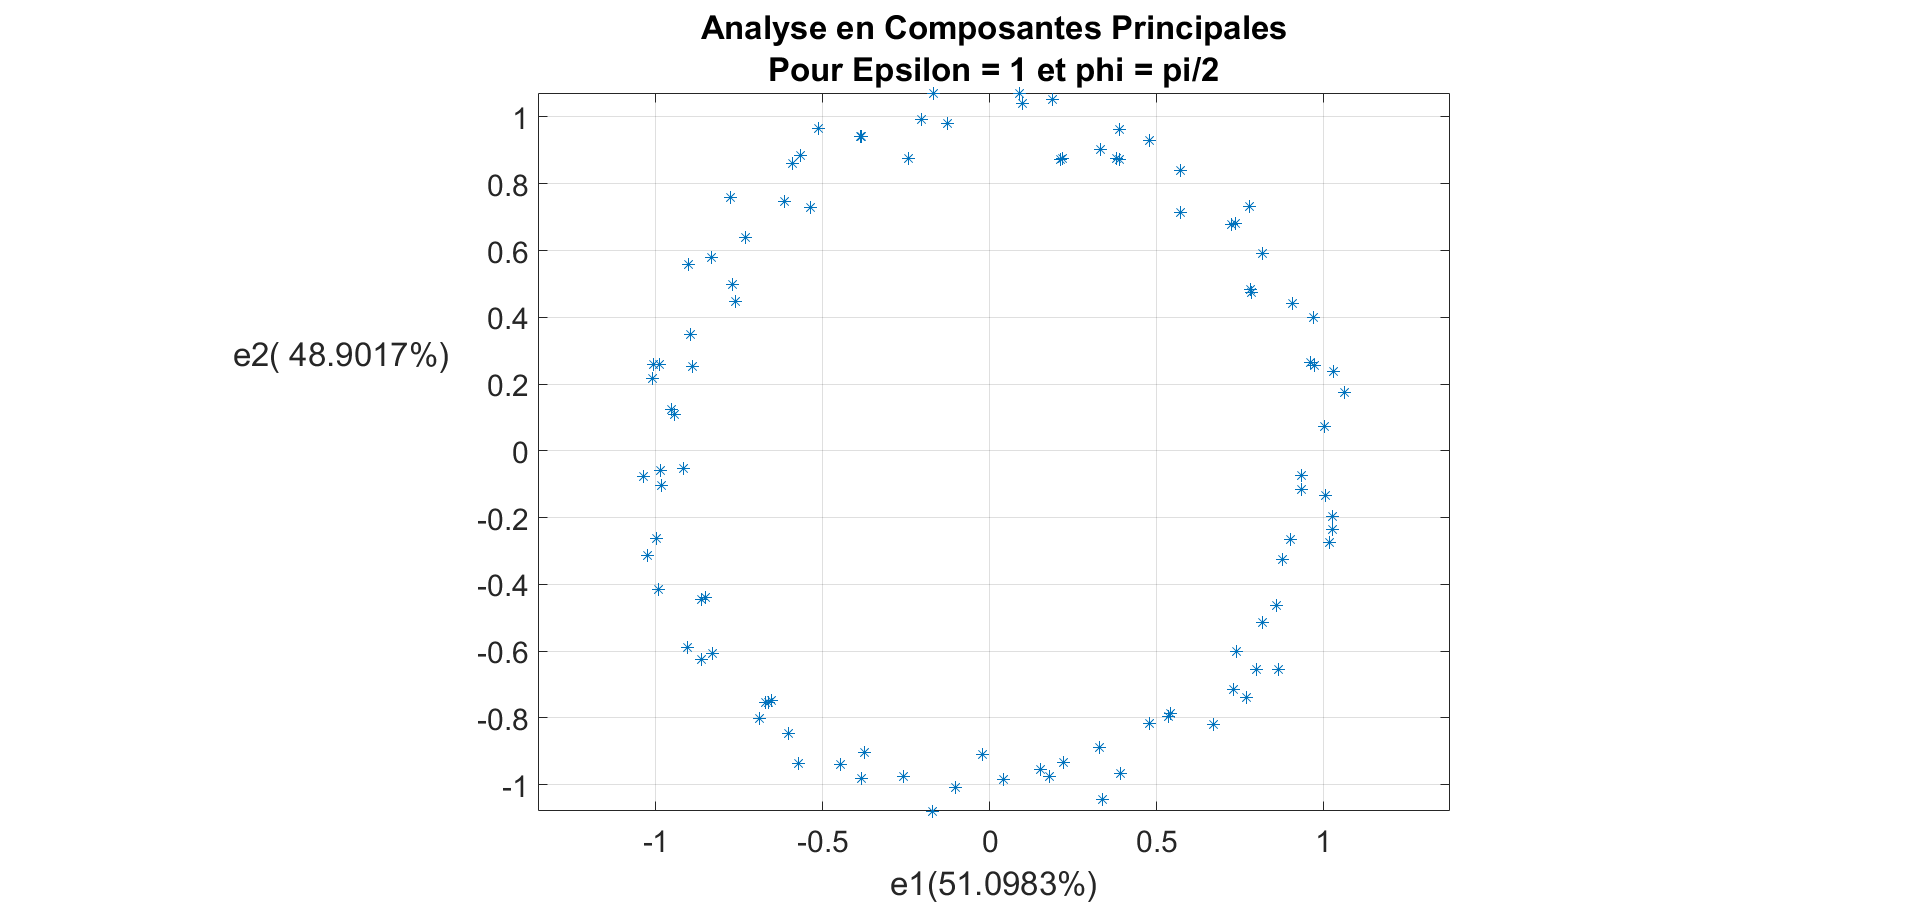 Analyse en Composantes Principales
Pour Epsilon = 1 et phi = pi/2
e2( 48.9017%)
1
0.8
0.6
0.4
0.2
0
-0.2
-0.4
-0.6
-0.8
-1
-1 -0.5 0 0.5 1
e1(51.0983%)